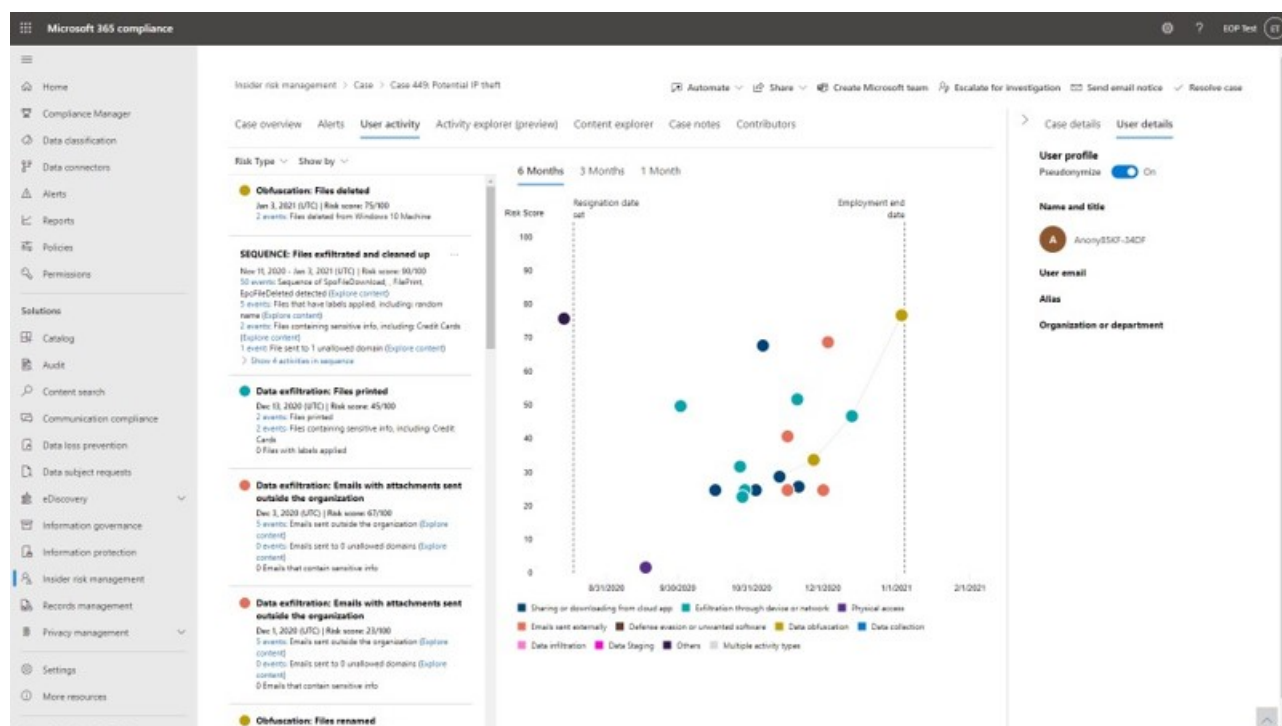 Microsoft 365 compliance
EOP Test
ET
Home
Compliance Manager
Data classification
Data connectors
Alerts
Reports
Policies
Permissions
Solutions
Catalog
Audit
Content search
Communication compliance
Data loss prevention
Data subject requests
eDiscovery
Information governance
Information protection
Insider risk management
Records management
Privacy management
Settings
More resources
Insider risk management > Case > Case 449: Potential IP theft
Automate Share Create Microsoft team Escalate for investigation Send email notice Resolve case
Case overview Alerts User activity Activity explorer (preview) Content explorer Case notes Contributors
Risk Type Show by
Obfuscation: Files deleted
Jan 3, 2021 (UTC) | Risk score: 75/100
2 events: Files deleted from Windows 10 Machine
SEQUENCE: Files exfiltrated and cleaned up
Nov 11, 2020 - Jan 3, 2021 (UTC) | Risk score: 90/100
50 events: Sequence of SpoFileDownload, , FilePrint,
EpoFileDeleted detected (Explore content)
5 events: Files that have labels applied, including: random
name (Explore content)
2 events: Files containing sensitive info, including: Credit Cards
(Explore content)
1 event: File sent to 1 unallowed domain (Explore content)
> Show 4 activities in sequence
Data exfiltration: Files printed
Dec 13, 2020 (UTC) | Risk score: 45/100
2 events: Files printed
2 events: Files containing sensitive info, including: Credit
Cards
0 Files with labels applied
Data exfiltration: Emails with attachments sent
outside the organization
Dec 3, 2020 (UTC) | Risk score: 67/100
5 events: Emails sent outside the organization (Explore
content)
0 events: Emails sent to 0 unallowed domains (Explore
content)
0 Emails that contain sensitive info
Data exfiltration: Emails with attachments sent
outside the organization
Dec 1, 2020 (UTC) | Risk score: 23/100
5 events: Emails sent outside the organization (Explore
content)
0 events: Emails sent to 0 unallowed domains (Explore
content)
0 Emails that contain sensitive info
Obfuscation: Files renamed
6 Months 3 Months 1 Month
Risk Score
Resignation date
set
Employment end
date
100
90
80
70
60
50
40
30
20
10
0
8/31/2020 9/30/2020 10/31/2020 12/1/2020 1/1/2021 2/1/2021
Sharing or downloading from cloud app Exfiltration through device or network Physical access
Emails sent externally Defense evasion or unwanted software Data obfuscation Data collection
Data infiltration Data Staging Others Multiple activity types
Case details User details
User profile
Pseudonymize On
Name and title
A
Anony85KF-34DF
User email
Alias
Organization or department